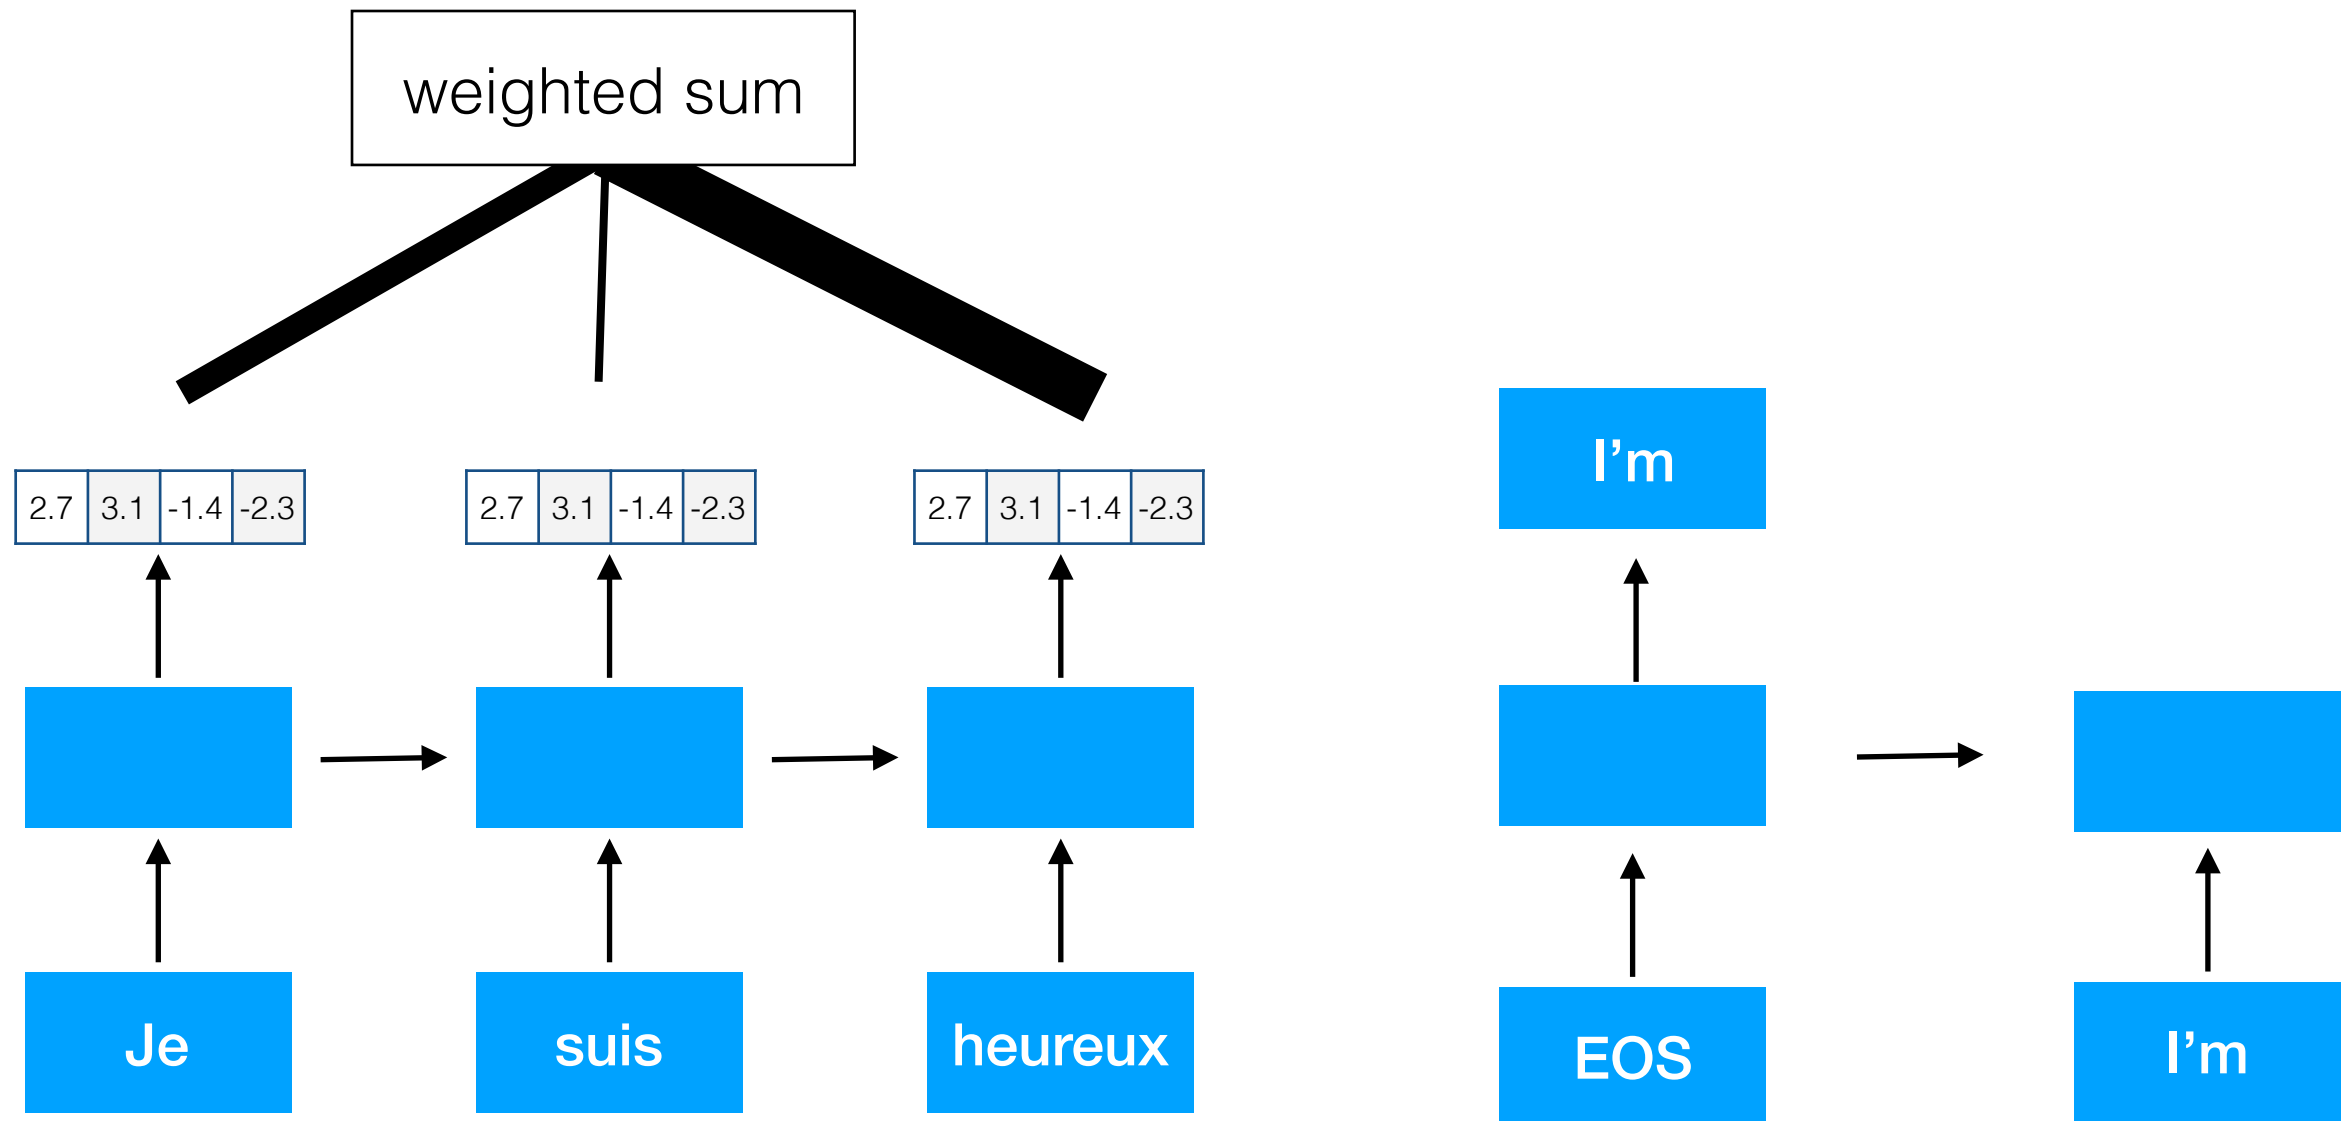 weighted sum
I’m
2.7 3.1 -1.4 -2.3
2.7 3.1 -1.4 -2.3
2.7 3.1 -1.4 -2.3
Je
suis
heureux
EOS
I’m